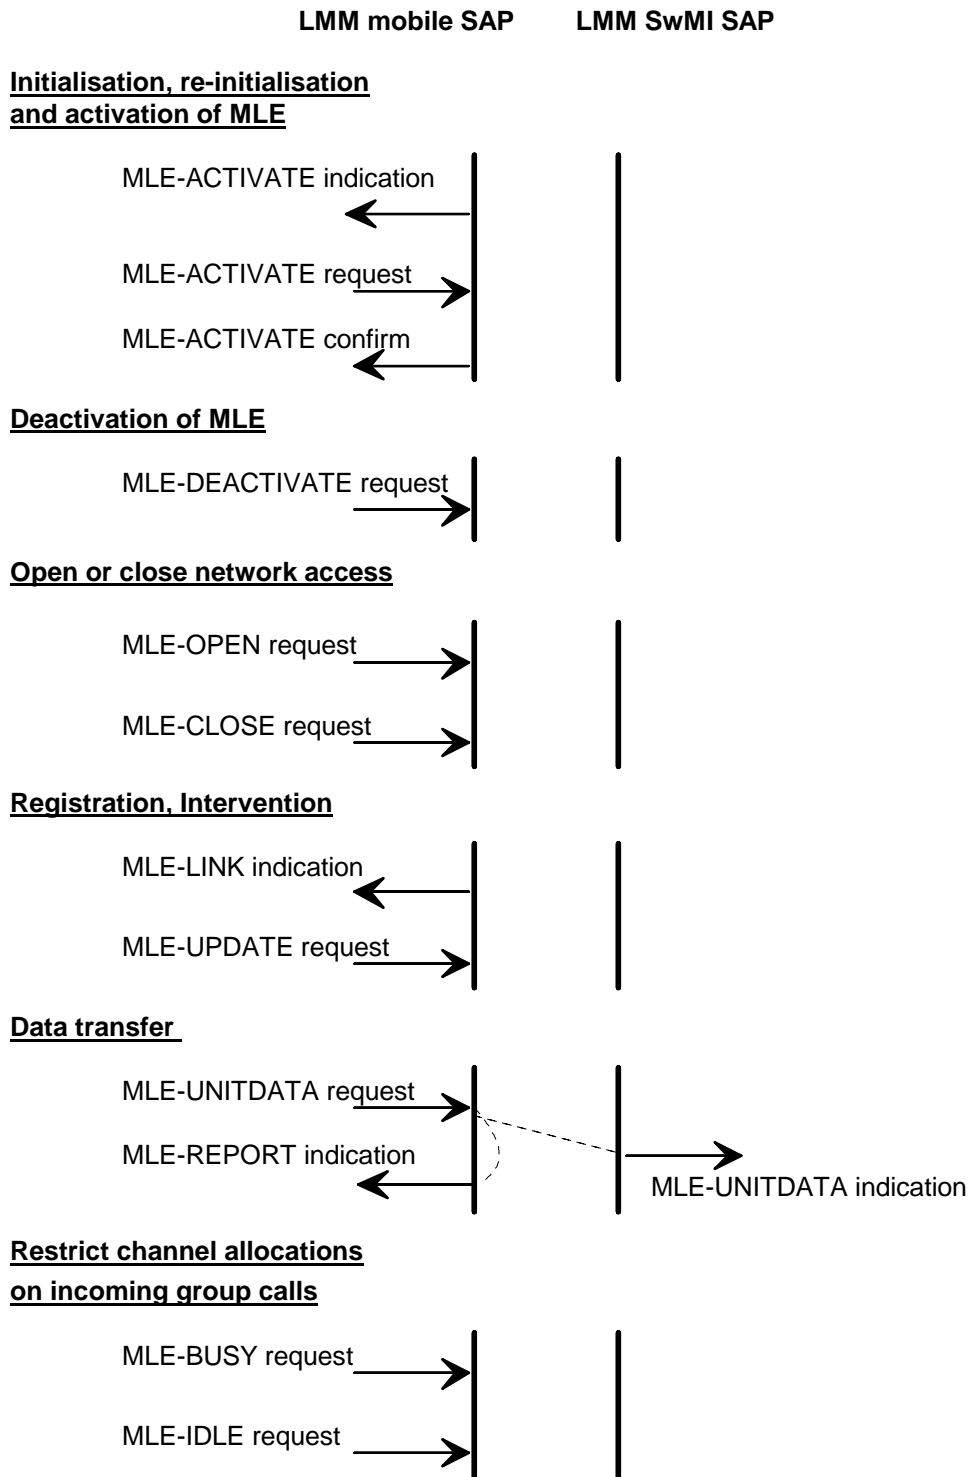 LMM mobile SAP LMM SwMI SAP
Initialisation, re-initialisation
and activation of MLE
MLE-ACTIVATE indication
MLE-ACTIVATE request
MLE-ACTIVATE confirm
Deactivation of MLE
MLE-DEACTIVATE request
Open or close network access
MLE-OPEN request
MLE-CLOSE request
Registration, Intervention
MLE-LINK indication
MLE-UPDATE request
Data transfer
MLE-UNITDATA request
MLE-REPORT indication
MLE-UNITDATA indication
Restrict channel allocations
on incoming group calls
MLE-BUSY request
MLE-IDLE request